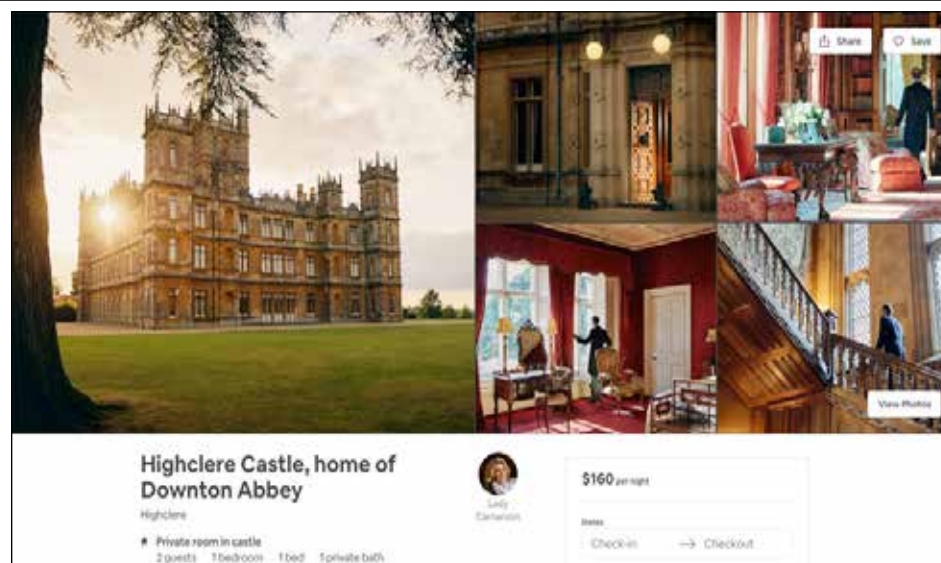 Share
Save
View Photos
Highclere Castle, home of
Downton Abbey
Highclere
Lady
Carnarvon
$160 per night
Private room in castle
2 guests 1 bedroom 1 bed 1 private bath
Dates
Check-in → Checkout